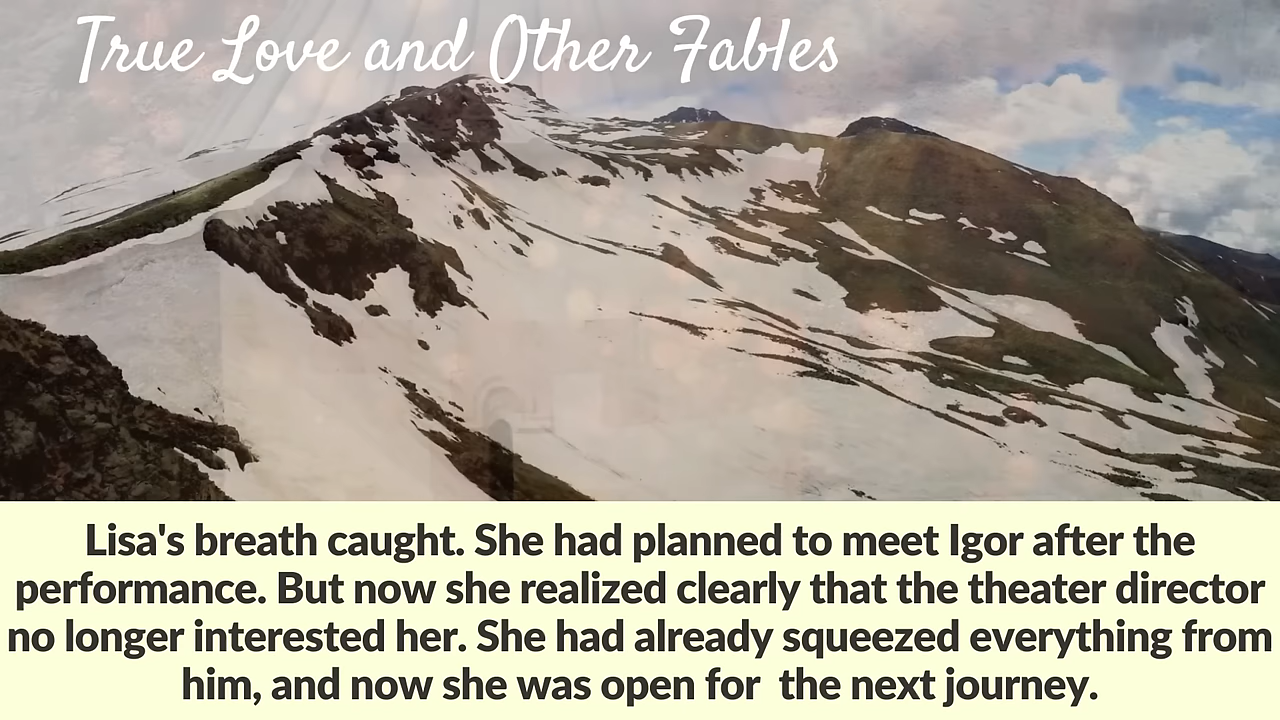 True Love and Other Fables
Lisa's breath caught. She had planned to meet Igor after the
performance. But now she realized clearly that the theater director
no longer interested her. She had already squeezed everything from
him, and now she was open for  the next journey.